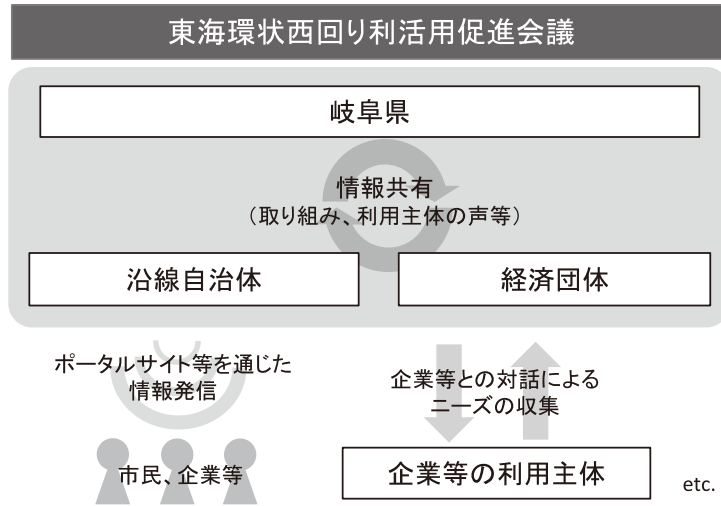 東海環状西回り利活用促進会議
岐阜県
情報共有
（取り組み、利用主体の声等）
沿線自治体
経済団体
ポータルサイト等を通じた
情報発信
企業等との対話による
ニーズの収集
市民、企業等
企業等の利用主体
etc.